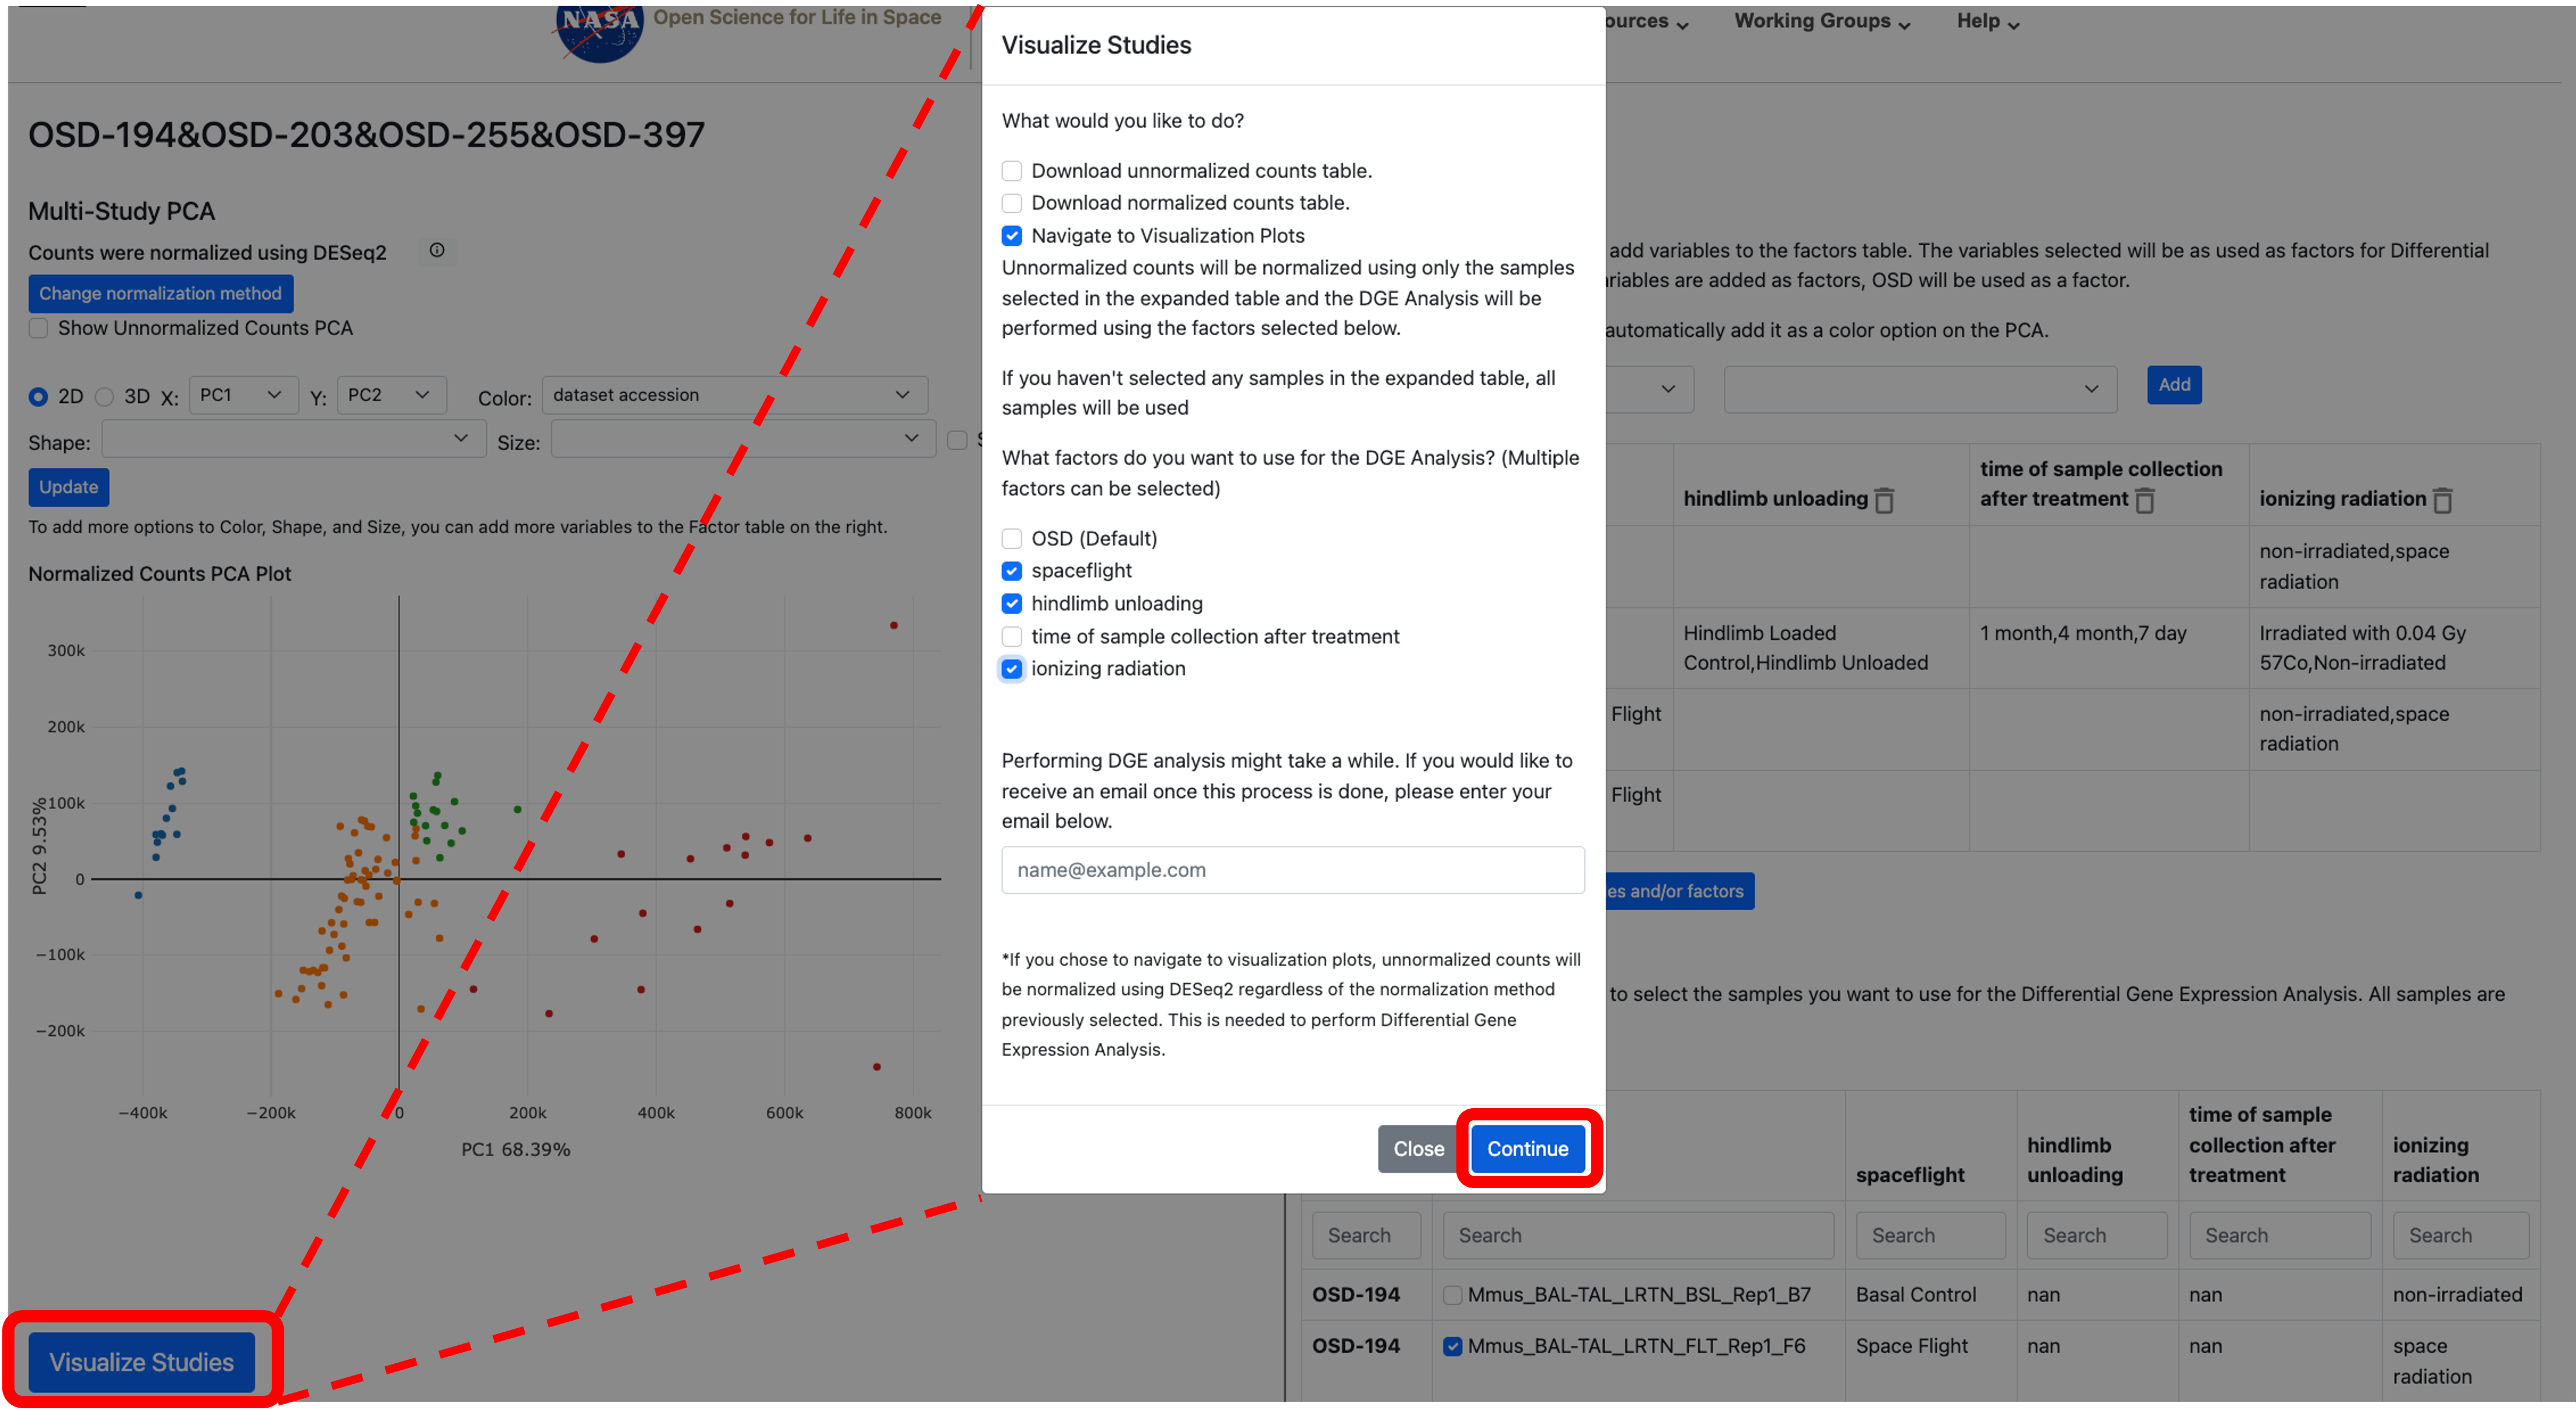 NASA
Open Science for Life in Space
ources
Working Groups
Help
OSD-194&OSD-203&OSD-255&OSD-397
Multi-Study PCA
Counts were normalized using DESeq2
Change normalization method
Show Unnormalized Counts PCA
2D 3D X: PC1 Y: PC2 Color: dataset accession
Shape: Size: S
Update
To add more options to Color, Shape, and Size, you can add more variables to the Factor table on the right.
Normalized Counts PCA Plot
300k
200k
100k
0
−100k
−200k
PC2 9.53%
−400k −200k 0 200k 400k 600k 800k
PC1 68.39%
Visualize Studies
Visualize Studies
What would you like to do?
Download unnormalized counts table.
Download normalized counts table.
Navigate to Visualization Plots
Unnormalized counts will be normalized using only the samples
selected in the expanded table and the DGE Analysis will be
performed using the factors selected below.
If you haven't selected any samples in the expanded table, all
samples will be used
What factors do you want to use for the DGE Analysis? (Multiple
factors can be selected)
OSD (Default)
spaceflight
hindlimb unloading
time of sample collection after treatment
ionizing radiation
Performing DGE analysis might take a while. If you would like to
receive an email once this process is done, please enter your
email below.
name@example.com
*If you chose to navigate to visualization plots, unnormalized counts will
be normalized using DESeq2 regardless of the normalization method
previously selected. This is needed to perform Differential Gene
Expression Analysis.
Close
Continue
add variables to the factors table. The variables selected will be as used as factors for Differential
riables are added as factors, OSD will be used as a factor.
automatically add it as a color option on the PCA.
Add
hindlimb unloading
time of sample collection
after treatment
ionizing radiation
non-irradiated,space
radiation
Hindlimb Loaded
Control,Hindlimb Unloaded
1 month,4 month,7 day
Irradiated with 0.04 Gy
57Co,Non-irradiated
Flight
non-irradiated,space
radiation
Flight
es and/or factors
to select the samples you want to use for the Differential Gene Expression Analysis. All samples are
spaceflight
hindlimb
unloading
time of sample
collection after
treatment
ionizing
radiation
Search Search Search Search Search Search
OSD-194 Mmus_BAL-TAL_LRTN_BSL_Rep1_B7 Basal Control nan nan non-irradiated
OSD-194 Mmus_BAL-TAL_LRTN_FLT_Rep1_F6 Space Flight nan nan space
radiation